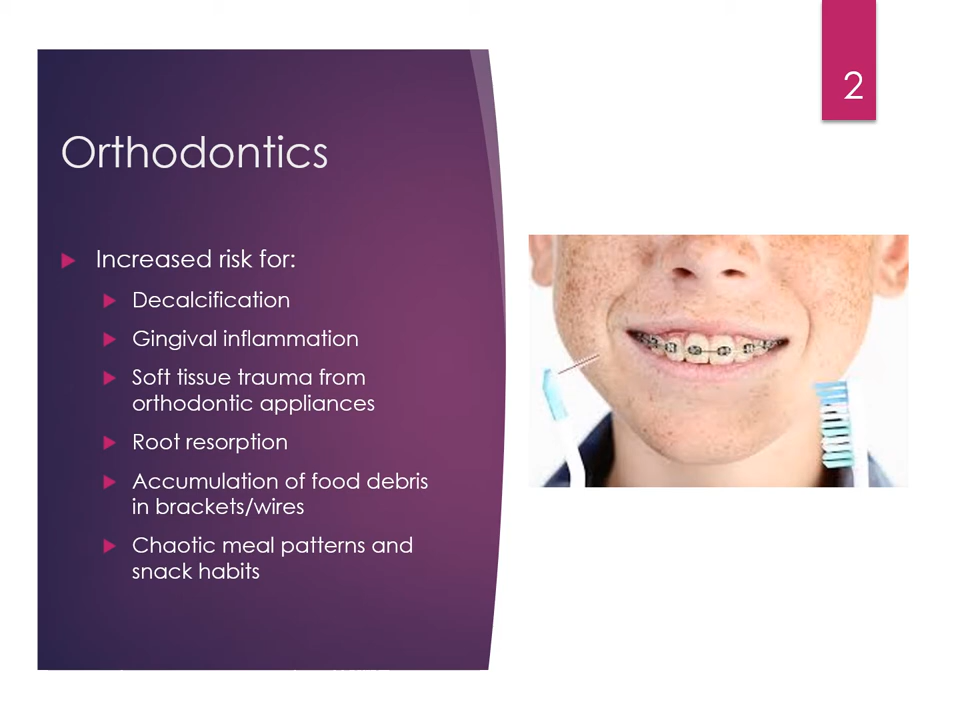 2
Orthodontics
Increased risk for:
Decalcification
Gingival inflammation
Soft tissue trauma from
orthodontic appliances
Root resorption
Accumulation of food debris
in brackets/wires
Chaotic meal patterns and
snack habits